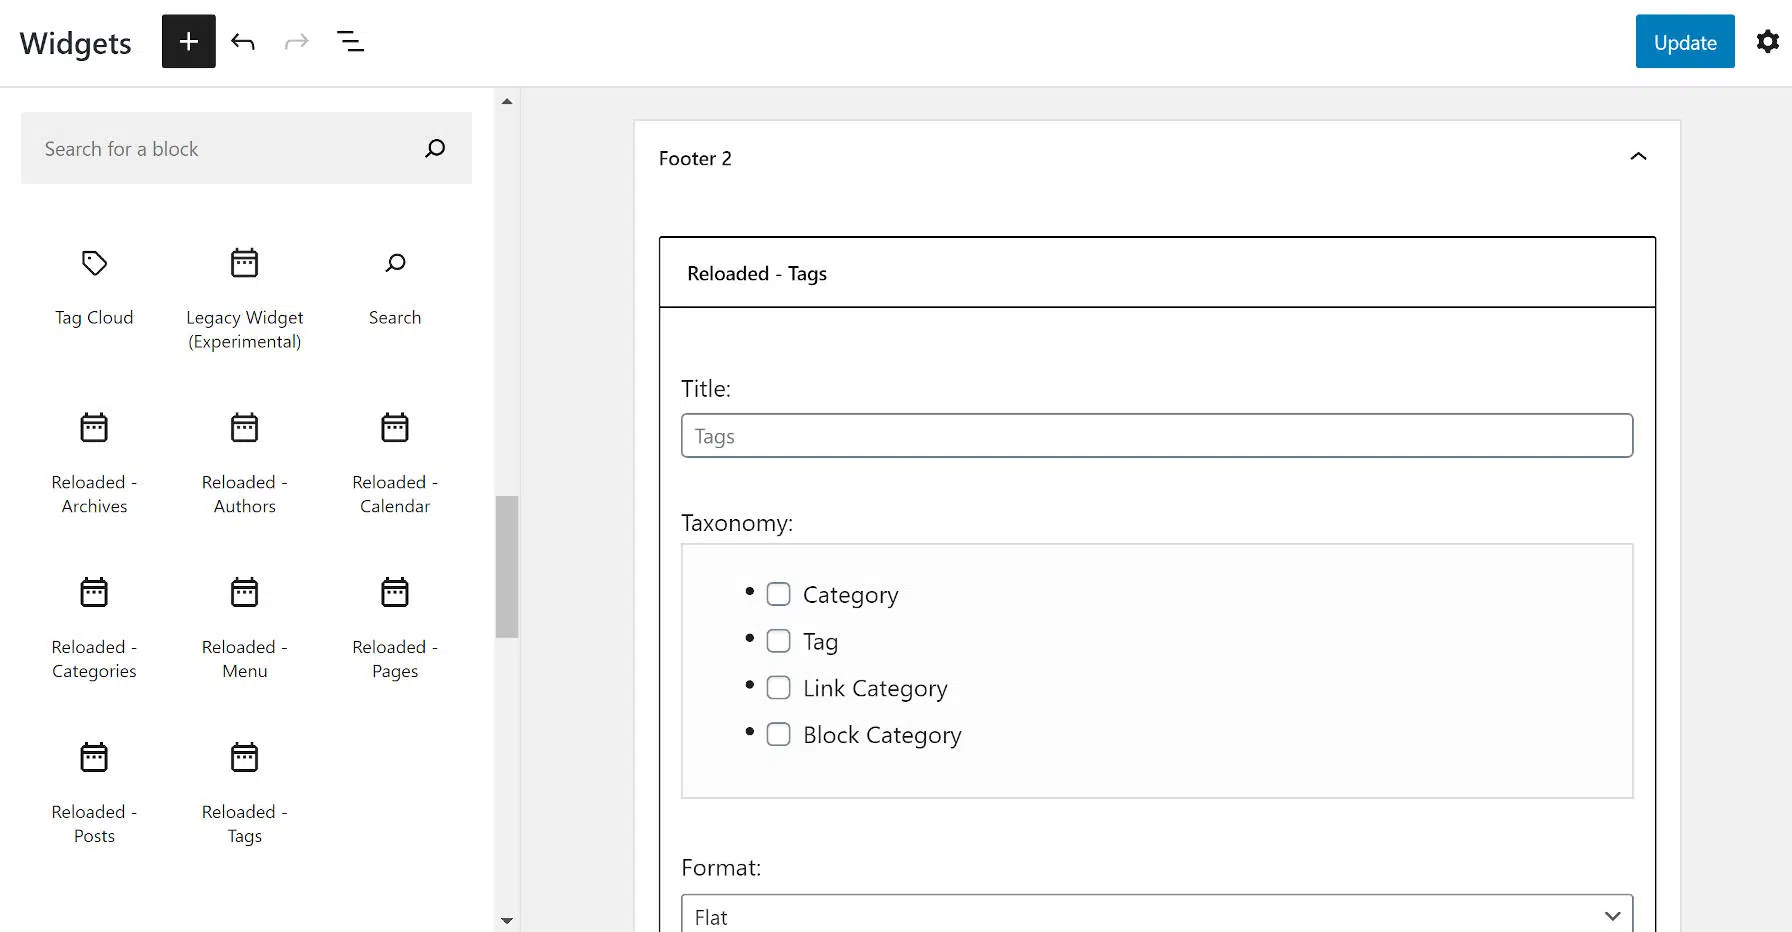 Widgets
Update
Search for a block
Tag Cloud
Legacy Widget
(Experimental)
Search
Reloaded -
Archives
Reloaded -
Authors
Reloaded -
Calendar
Reloaded -
Categories
Reloaded -
Menu
Reloaded -
Pages
Reloaded -
Posts
Reloaded -
Tags
Footer 2
Reloaded - Tags
Title:
Tags
Taxonomy:
Category
Tag
Link Category
Block Category
Format:
Flat